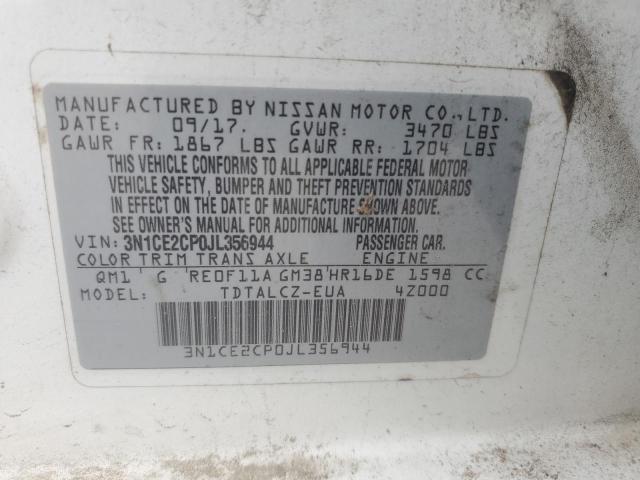 MANUFACTURED BY NISSAN MOTOR CO.,LTD.
DATE: 09/17. GVWR: 3470 LBS
GAWR FR: 1867 LBS GAWR RR: 1704 LBS
THIS VEHICLE CONFORMS TO ALL APPLICABLE FEDERAL MOTOR
VEHICLE SAFETY, BUMPER AND THEFT PREVENTION STANDARDS
IN EFFECT ON THE DATE OF MANUFACTURE SHOWN ABOVE.
SEE OWNER'S MANUAL FOR ADDITIONAL INFORMATION.
VIN: 3N1CE2CP0JL356944 PASSENGER CAR.
COLOR TRIM TRANS AXLE ENGINE
QM1 ' G 'RE0F11A GM38'HR16DE 1598 CC
MODEL: TDTALCZ-EUA 4Z000
3N1CE2CP0JL356944